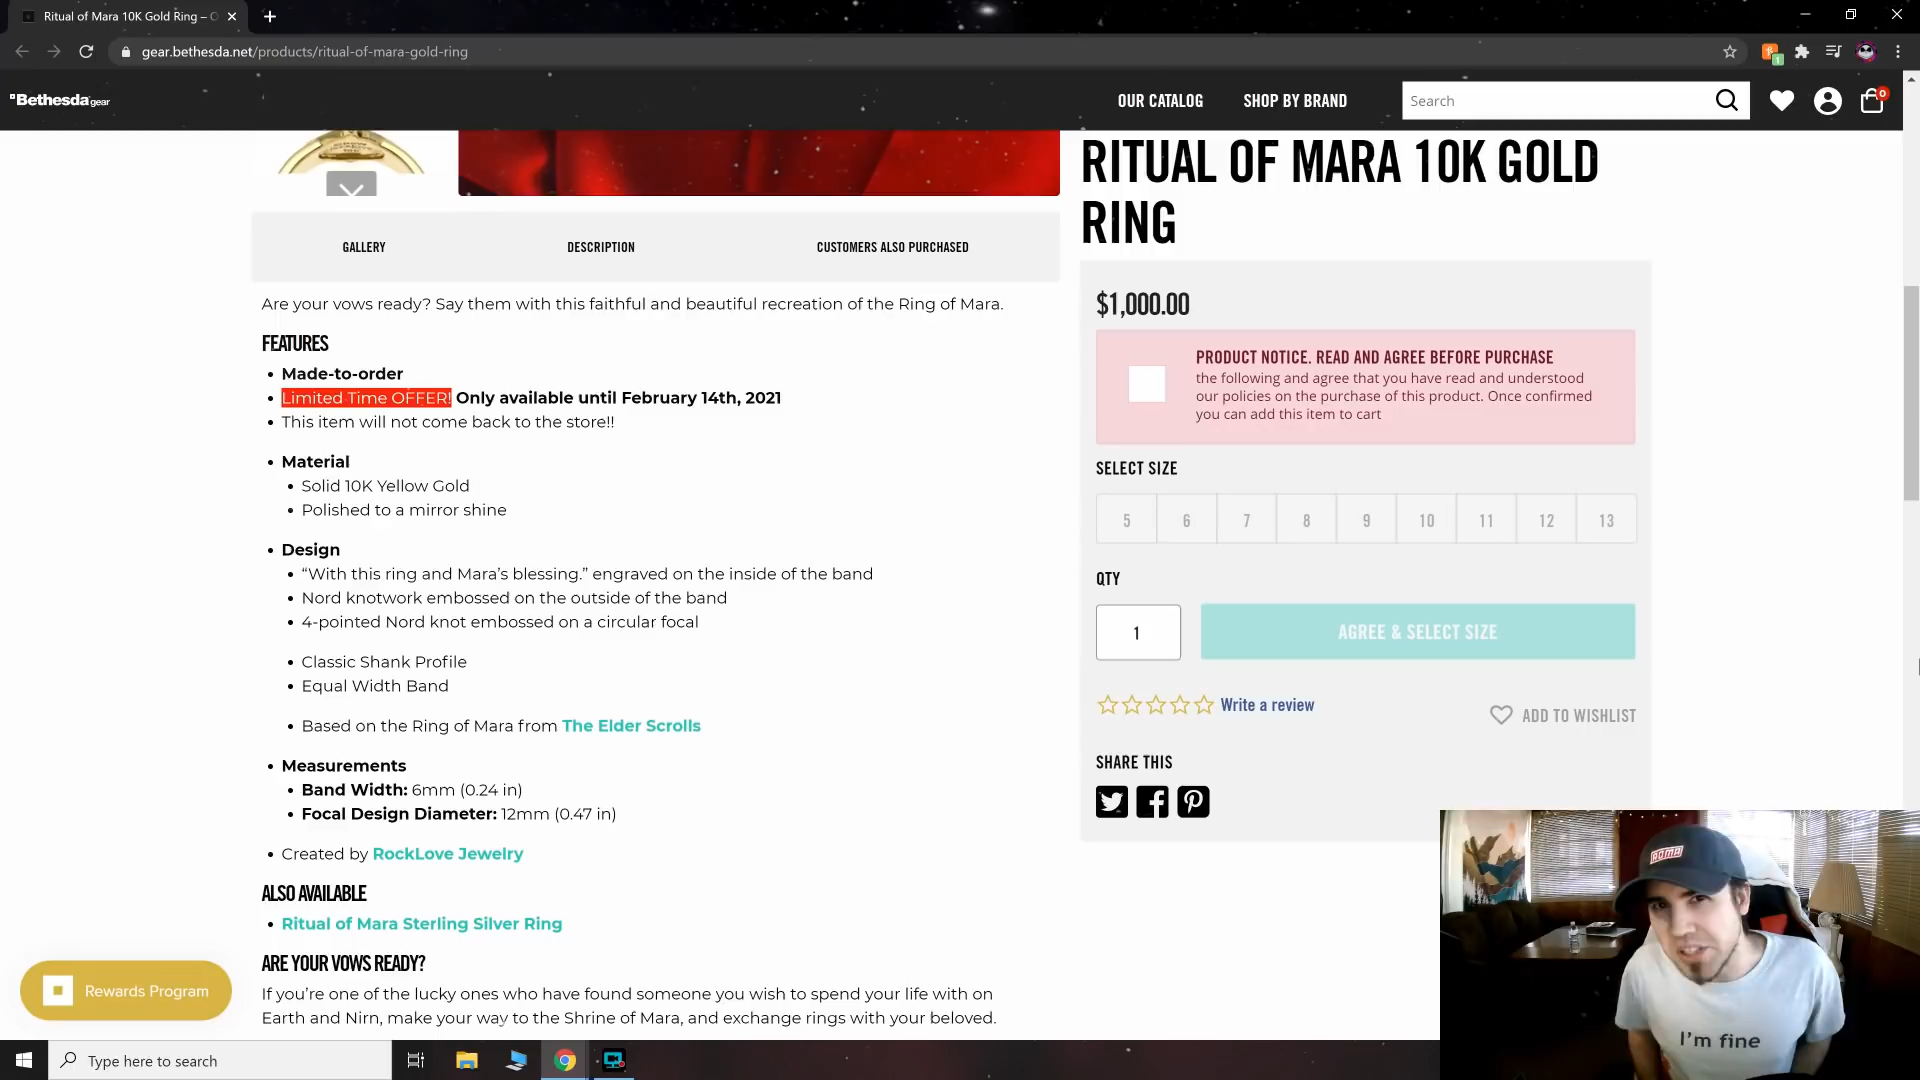 Ritual of Mara 10K Gold Ring – 
gear.bethesda.net/products/ritual-of-mara-gold-ring
Bethesda gear
OUR CATALOG
SHOP BY BRAND
Search
0
RITUAL OF MARA 10K GOLD
RING
GALLERY
DESCRIPTION
CUSTOMERS ALSO PURCHASED
Are your vows ready? Say them with this faithful and beautiful recreation of the Ring of Mara.
FEATURES
Made-to-order
Limited Time OFFER! Only available until February 14th, 2021
This item will not come back to the store!!
Material
Solid 10K Yellow Gold
Polished to a mirror shine
Design
“With this ring and Mara’s blessing.” engraved on the inside of the band
Nord knotwork embossed on the outside of the band
4-pointed Nord knot embossed on a circular focal
Classic Shank Profile
Equal Width Band
Based on the Ring of Mara from The Elder Scrolls
Measurements
Band Width: 6mm (0.24 in)
Focal Design Diameter: 12mm (0.47 in)
Created by RockLove Jewelry
ALSO AVAILABLE
Ritual of Mara Sterling Silver Ring
ARE YOUR VOWS READY?
If you’re one of the lucky ones who have found someone you wish to spend your life with on
Earth and Nirn, make your way to the Shrine of Mara, and exchange rings with your beloved.
$1,000.00
PRODUCT NOTICE. READ AND AGREE BEFORE PURCHASE
the following and agree that you have read and understood
our policies on the purchase of this product. Once confirmed
you can add this item to cart
SELECT SIZE
5 6 7 8 9 10 11 12 13
QTY
1
AGREE & SELECT SIZE
Write a review
ADD TO WISHLIST
SHARE THIS
Rewards Program
Type here to search
I'm fine